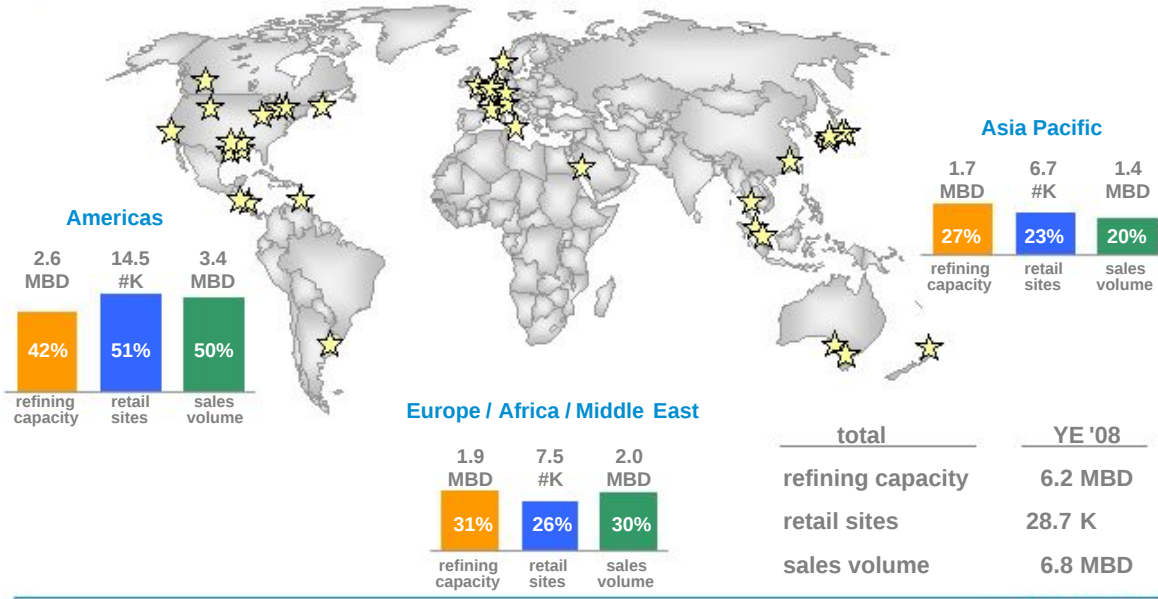 Asia Pacific
1.7 6.7 1.4
MBD #K MBD
27% 23% 20%
refining retail sales
capacity sites volume
Americas
2.6 14.5 3.4
MBD #K MBD
42% 51% 50%
refining retail sales
capacity sites volume
Europe / Africa / Middle East
1.9 7.5 2.0
MBD #K MBD
31% 26% 30%
refining retail sales
capacity sites volume
total YE '08
refining capacity 6.2 MBD
retail sites 28.7 K
sales volume 6.8 MBD